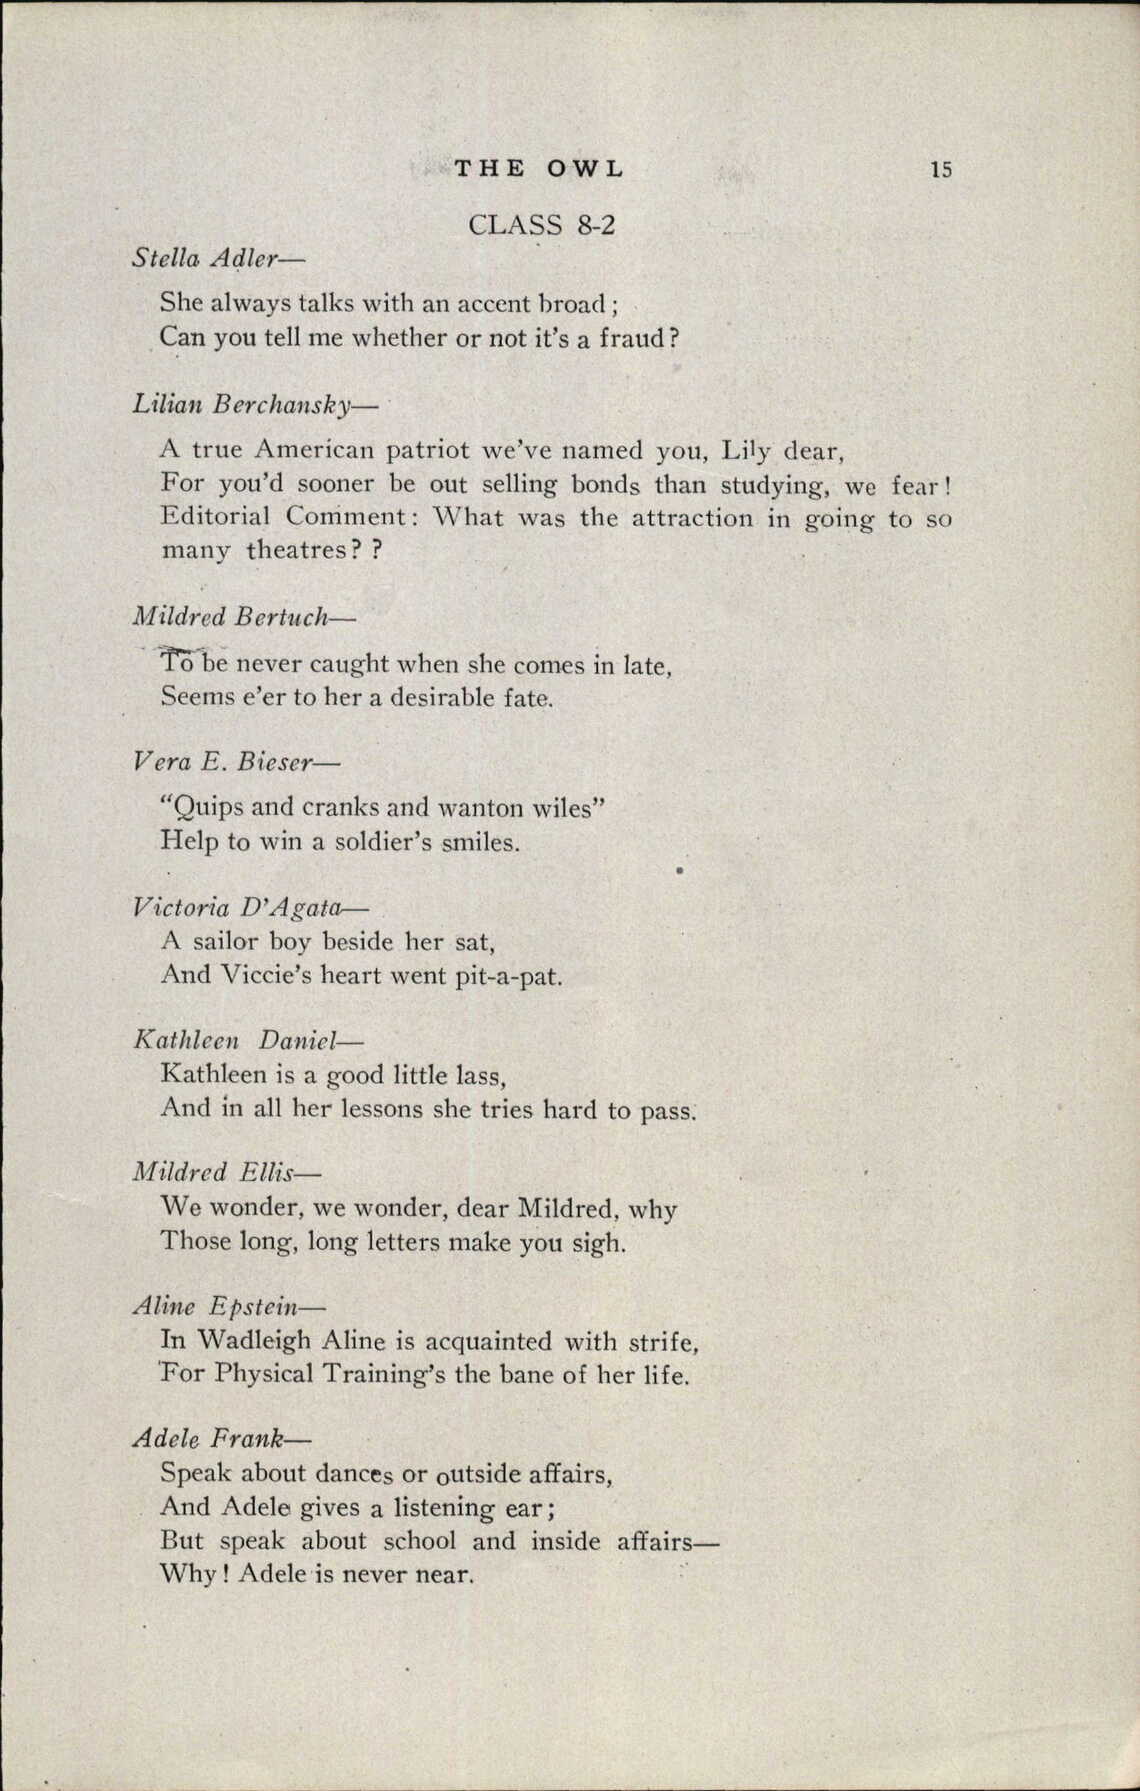 THE OWL 15
CLASS 8-2
Stella Adler—
She always talks with an accent broad;
Can you tell me whether or not it's a fraud?
Lilian Berchansky—
A true American patriot we've named you, Lily dear,
For you'd sooner be out selling bonds than studying, we fear!
Editorial Comment: What was the attraction in going to so
many theatres? ?
Mildred Bertuch—
To be never caught when she comes in late,
Seems e'er to her a desirable fate.
Vera E. Bieser—
"Quips and cranks and wanton wiles"
Help to win a soldier's smiles.
Victoria D'Agata—
A sailor boy beside her sat,
And Viccie's heart went pit-a-pat.
Kathleen Daniel—
Kathleen is a good little lass,
And in all her lessons she tries hard to pass.
Mildred Ellis—
We wonder, we wonder, dear Mildred, why
Those long, long letters make you sigh.
Aline Epstein—
In Wadleigh Aline is acquainted with strife,
For Physical Training's the bane of her life.
Adele Frank—
Speak about dances or outside affairs,
And Adele gives a listening ear;
But speak about school and inside affairs—
Why! Adele is never near.